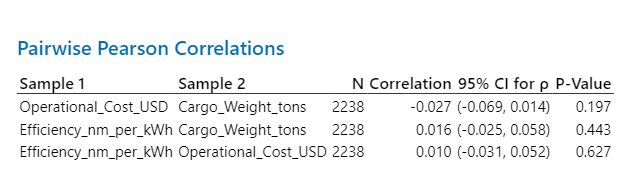 Pairwise Pearson Correlations
Sample 1 Sample 2 N Correlation 95% CI for ρ P-Value
Operational_Cost_USD Cargo_Weight_tons 2238 -0.027 (-0.069, 0.014) 0.197
Efficiency_nm_per_kWh Cargo_Weight_tons 2238 0.016 (-0.025, 0.058) 0.443
Efficiency_nm_per_kWh Operational_Cost_USD 2238 0.010 (-0.031, 0.052) 0.627